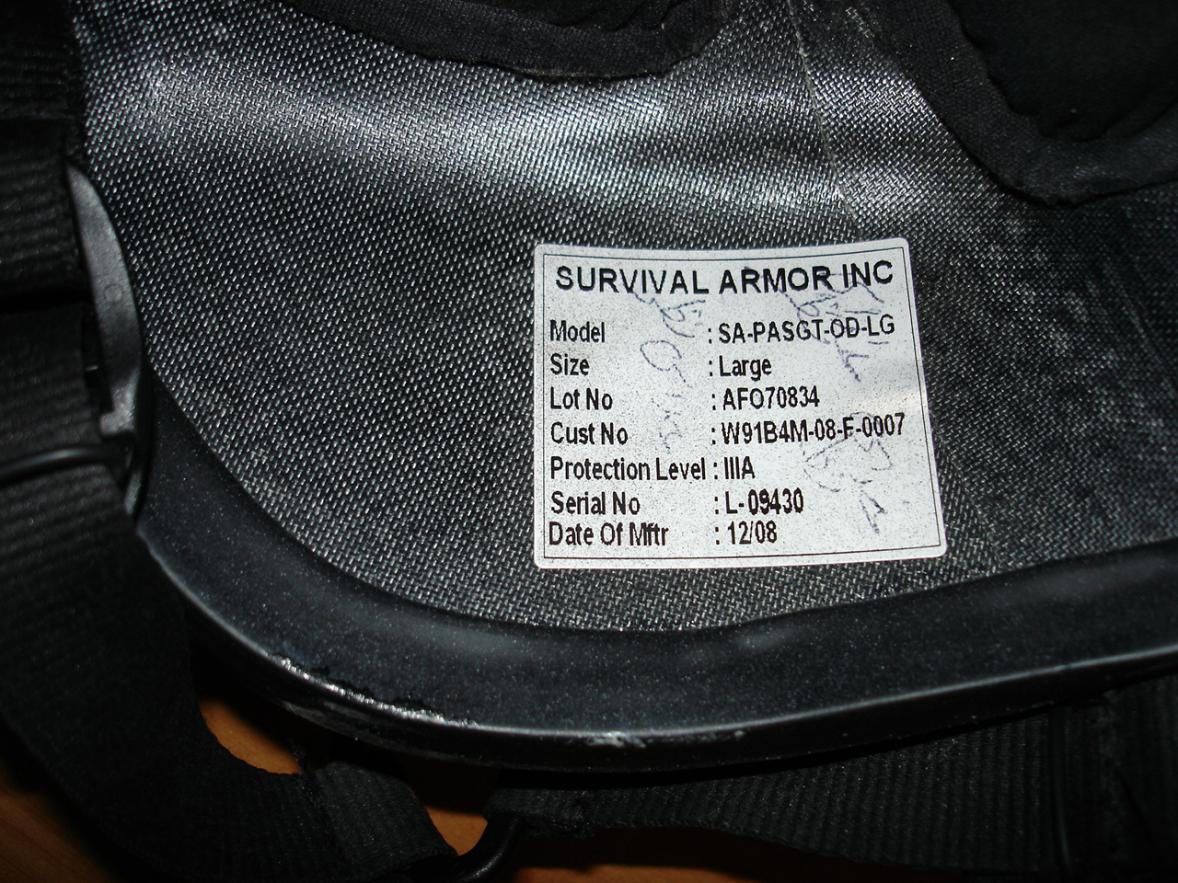 SURVIVAL ARMOR INC
Model : SA-PASGT-OD-LG
Size : Large
Lot No : AFO70834
Cust No : W91B4M-08-F-0007
Protection Level : IIIA
Serial No : L-09430
Date Of Mftr : 12/08